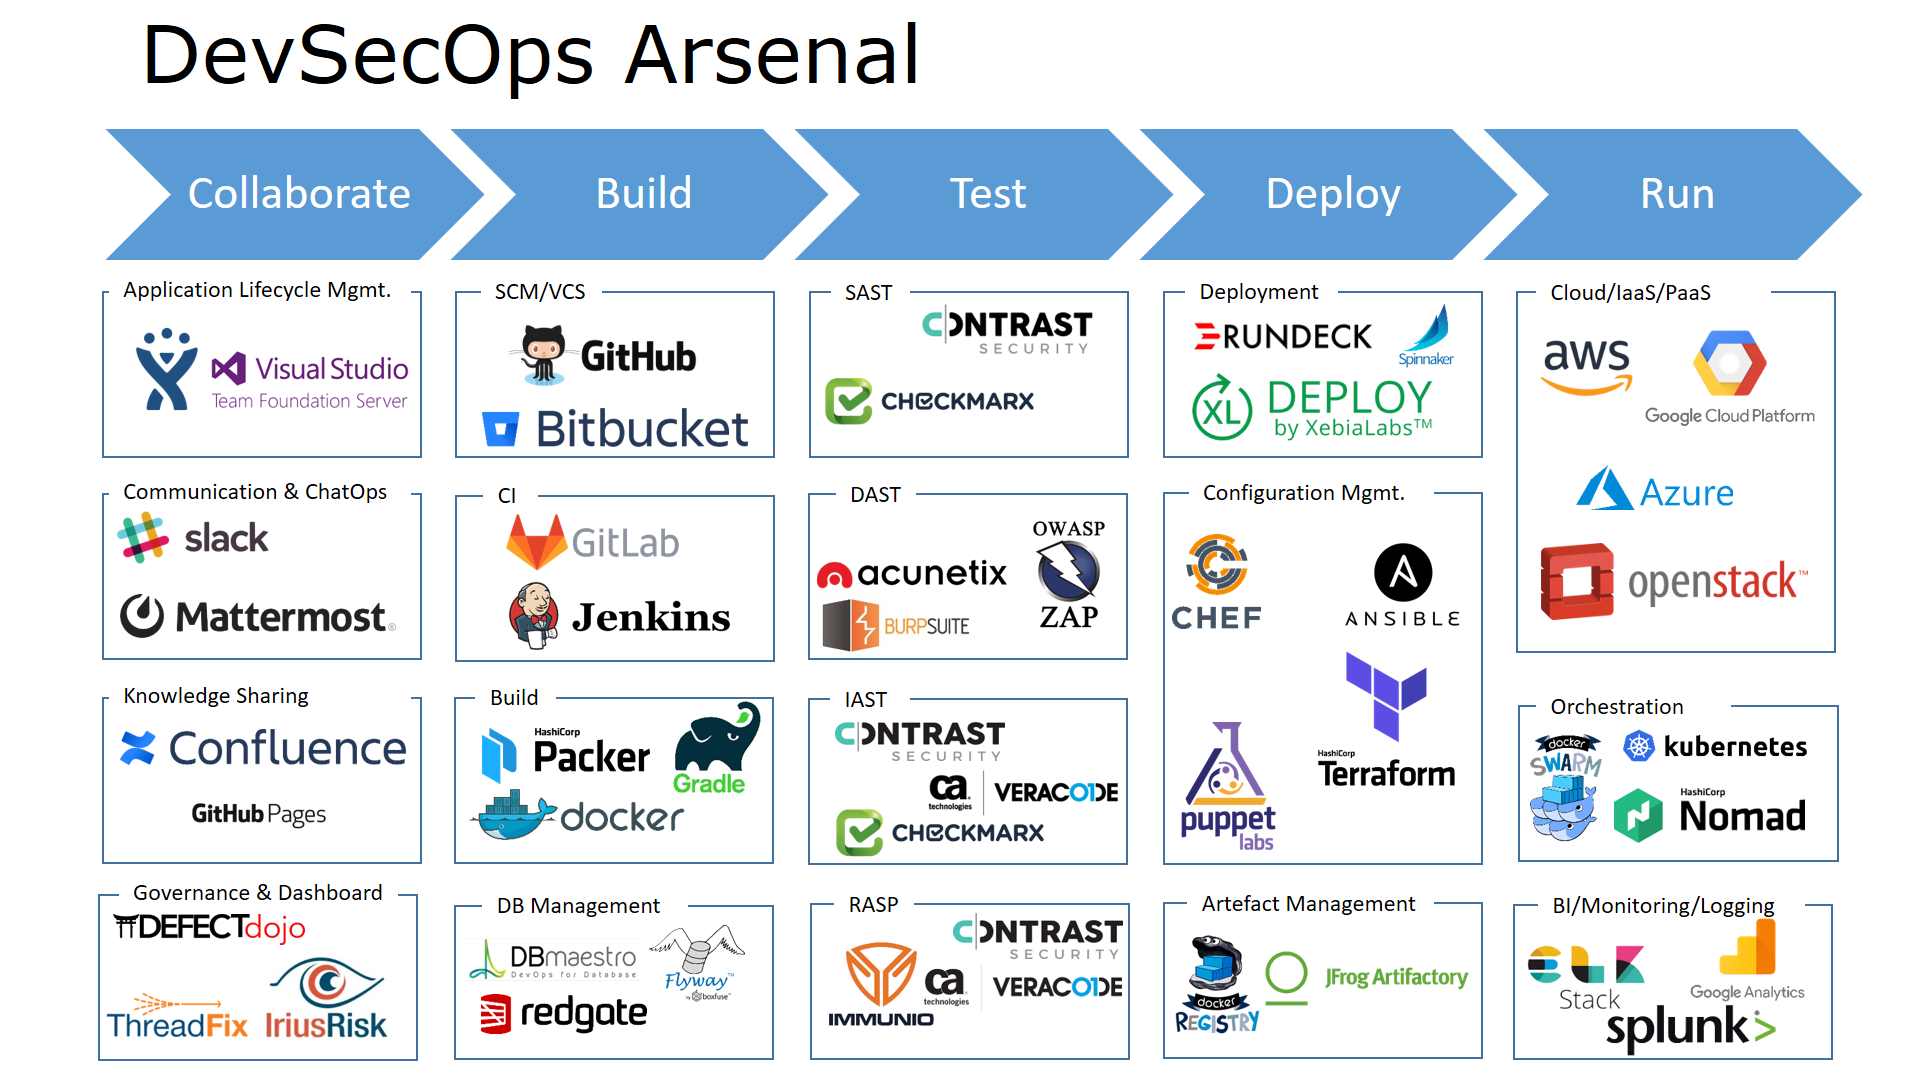 DevSecOps Arsenal
Collaborate
Build
Test
Deploy
Run
Application Lifecycle Mgmt.
Visual Studio
Team Foundation Server
Communication & ChatOps
slack
Mattermost®
Knowledge Sharing
Confluence
GitHub Pages
Governance & Dashboard
DEFECTdojo
ThreadFix
IriusRisk
SCM/VCS
GitHub
Bitbucket
CI
GitLab
Jenkins
Build
HashiCorp
Packer
Gradle
docker
DB Management
DBmaestro
DevOps for Database
Flyway™
by boxfuse™
redgate
SAST
CONTRAST
SECURITY
CHECKMARX
DAST
OWASP
ZAP
acunetix
BURPSUITE
IAST
CONTRAST
SECURITY
ca
technologies
VERACODE
CHECKMARX
RASP
CONTRAST
SECURITY
IMMUNIO
ca
technologies
VERACODE
Deployment
RUNDECK
Spinnaker
XL
DEPLOY
by XebiaLabs™
Configuration Mgmt.
CHEF
ANSIBLE
HashiCorp
Terraform
puppet
labs
Artefact Management
docker
REGISTRY
JFrog Artifactory
Cloud/IaaS/PaaS
aws
Google Cloud Platform
Azure
openstack™
Orchestration
docker
SWARM
kubernetes
HashiCorp
Nomad
BI/Monitoring/Logging
ELK
Stack
Google Analytics
splunk®>